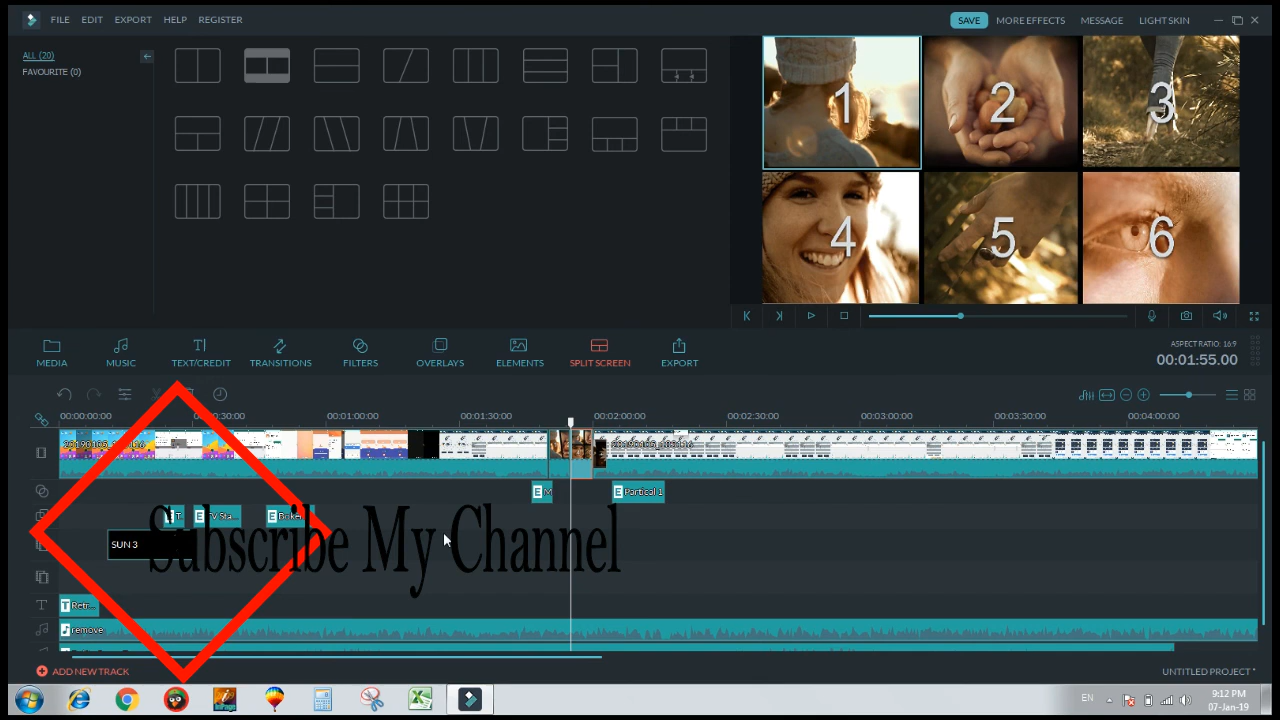 FILE EDIT EXPORT HELP REGISTER
SAVE MORE EFFECTS MESSAGE LIGHT SKIN
ALL (20)
FAVOURITE (0)
1 2 3
4 5 6
MEDIA MUSIC TEXT/CREDIT TRANSITIONS FILTERS OVERLAYS ELEMENTS SPLIT SCREEN EXPORT
ASPECT RATIO: 16:9
00:01:55.00
00:00:00:00 00:00:30:00 00:01:00:00 00:01:30:00 00:02:00:00 00:02:30:00 00:03:00:00 00:03:30:00 00:04:00:00
E M E Partical 1
E T E TV Sta... E Boke...
SUN 3
Subscribe My Channel
T Retr...
remove
ADD NEW TRACK
UNTITLED PROJECT *
EN 9:12 PM
07-Jan-19